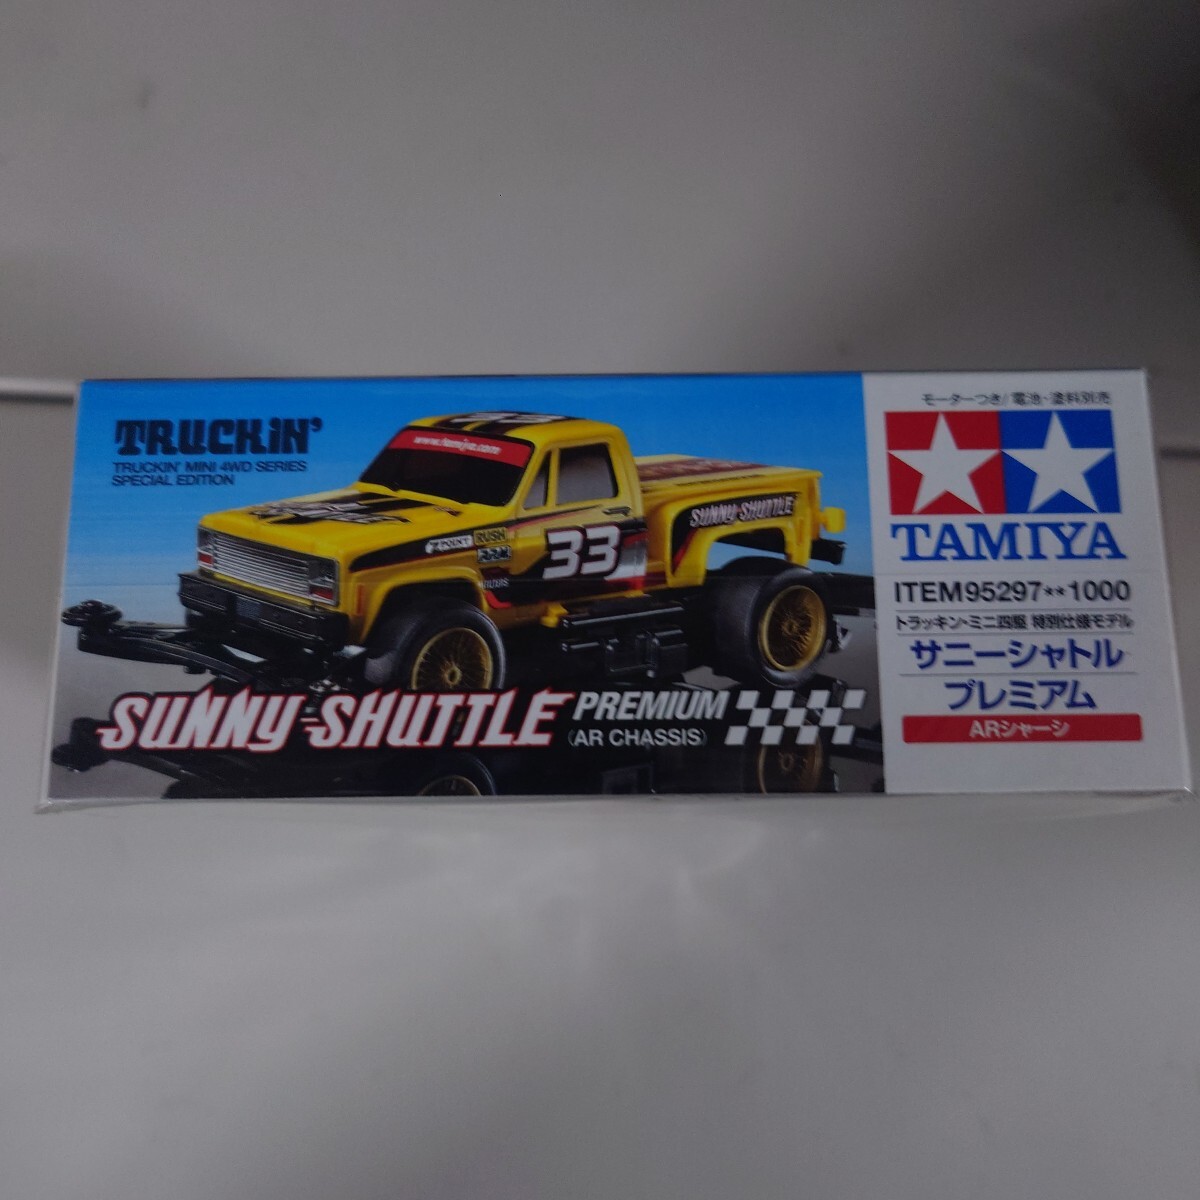 TRUCKiN'
TRUCKIN' MINI 4WD SERIES
SPECIAL EDITION
www.tamiya.com
33
7 POINT
RUSH
33
SUNNY-SHUTTLE
SUNNY-SHUTTLE
PREMIUM
(AR CHASSIS)
モーターつき/電池・塗料別売
TAMIYA
ITEM95297**1000
トラッキン・ミニ四駆 特別仕様モデル
サニーシャトル
プレミアム
ARシャーシ